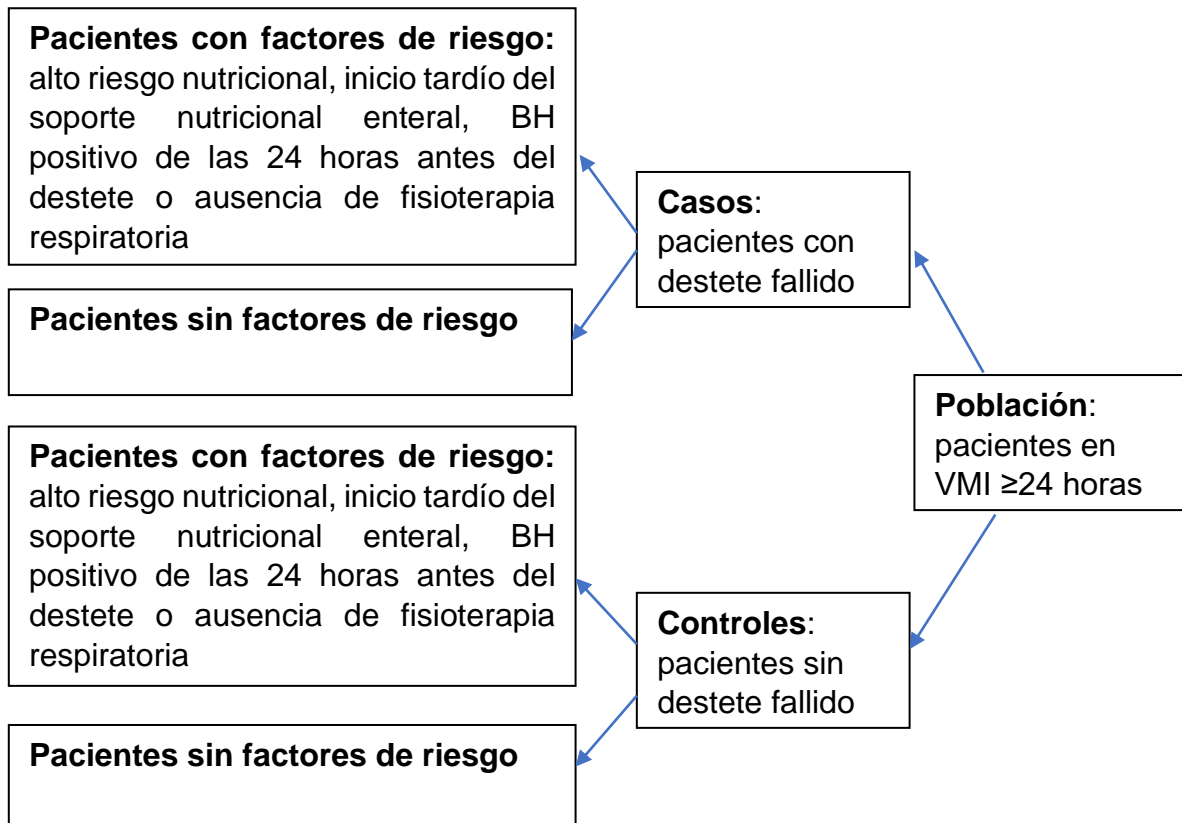 Pacientes con factores de riesgo:
alto riesgo nutricional, inicio tardío del
soporte nutricional enteral, BH
positivo de las 24 horas antes del
destete o ausencia de fisioterapia
respiratoria
Pacientes sin factores de riesgo
Casos:
pacientes con
destete fallido
Población:
pacientes en
VMI ≥24 horas
Pacientes con factores de riesgo:
alto riesgo nutricional, inicio tardío del
soporte nutricional enteral, BH
positivo de las 24 horas antes del
destete o ausencia de fisioterapia
respiratoria
Controles:
pacientes sin
destete fallido
Pacientes sin factores de riesgo